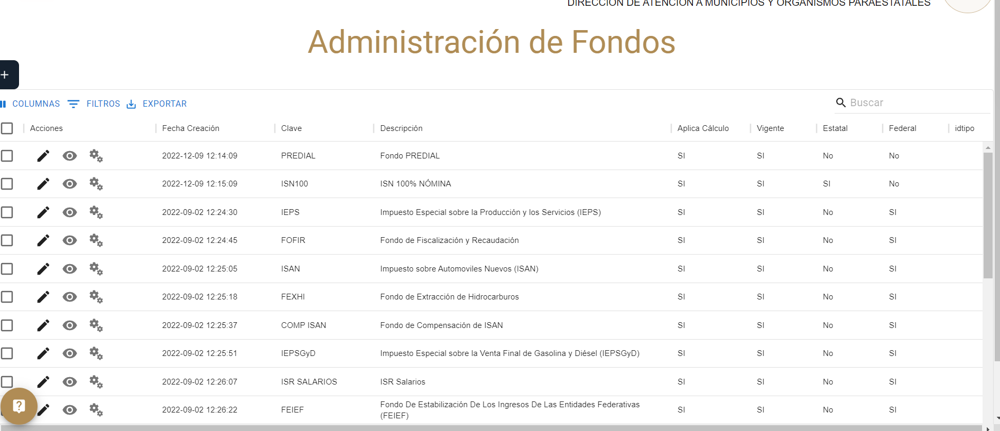 DIRECCIÓN DE ATENCIÓN A MUNICIPIOS Y ORGANISMOS PARAESTATALES
Administración de Fondos
+
COLUMNAS FILTROS EXPORTAR Buscar
Acciones Fecha Creación Clave Descripción Aplica Cálculo Vigente Estatal Federal idtipo
2022-12-09 12:14:09 PREDIAL Fondo PREDIAL SI SI No No
2022-12-09 12:15:09 ISN100 ISN 100% NÓMINA SI SI SI No
2022-09-02 12:24:30 IEPS Impuesto Especial sobre la Producción y los Servicios (IEPS) SI SI No SI
2022-09-02 12:24:45 FOFIR Fondo de Fiscalización y Recaudación SI SI No SI
2022-09-02 12:25:05 ISAN Impuesto sobre Automoviles Nuevos (ISAN) SI SI No SI
2022-09-02 12:25:18 FEXHI Fondo de Extracción de Hidrocarburos SI SI No SI
2022-09-02 12:25:37 COMP ISAN Fondo de Compensación de ISAN SI SI No SI
2022-09-02 12:25:51 IEPSGyD Impuesto Especial sobre la Venta Final de Gasolina y Diésel (IEPSGyD) SI SI No SI
2022-09-02 12:26:07 ISR SALARIOS ISR Salarios SI SI No SI
2022-09-02 12:26:22 FEIEF Fondo De Estabilización De Los Ingresos De Las Entidades Federativas (FEIEF) SI SI No SI